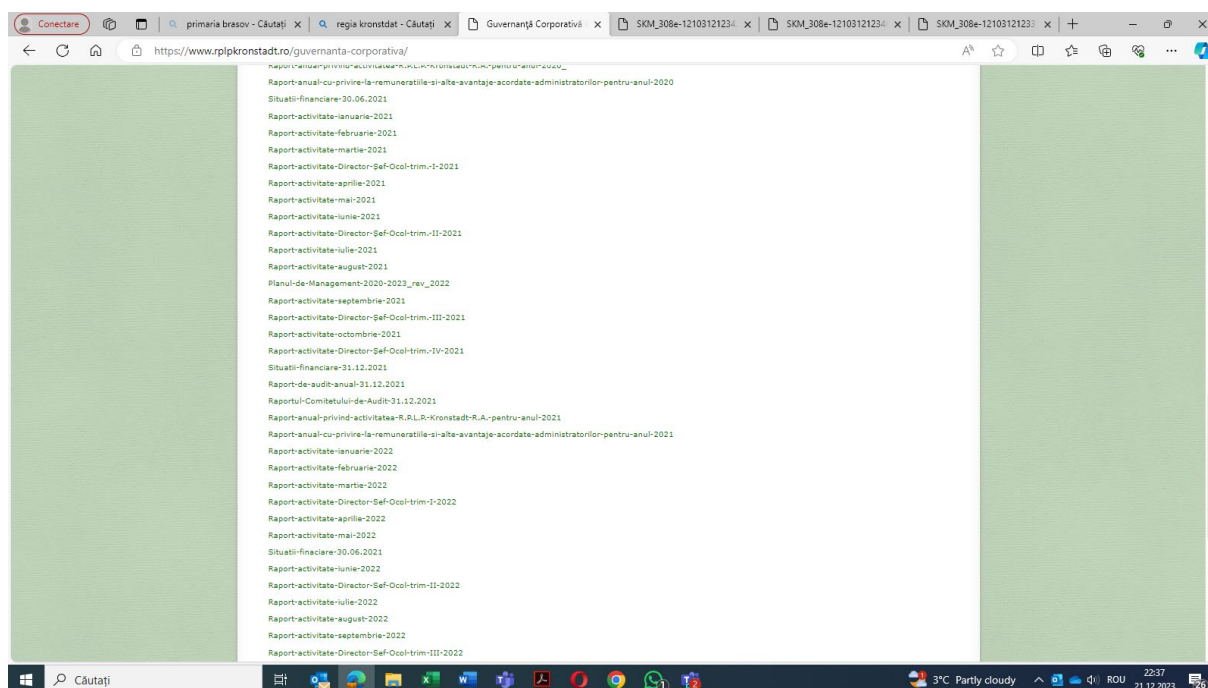 Conectare
primaria brasov - Căutați
regia kronstdat - Căutați
Guvernanță Corporativă
SKM_308e-1210312123
SKM_308e-1210312123
SKM_308e-1210312123
https://www.rplpkronstadt.ro/guvernanta-corporativa/
Raport-anual-privind-activitatea-R.P.L.P.-Kronstadt-R.A.-pentru-anul-2020_
Raport-anual-cu-privire-la-remuneratiile-si-alte-avantaje-acordate-administratorilor-pentru-anul-2020
Situatii-financiare-30.06.2021
Raport-activitate-ianuarie-2021
Raport-activitate-februarie-2021
Raport-activitate-martie-2021
Raport-activitate-Director-Şef-Ocol-trim.-I-2021
Raport-activitate-aprilie-2021
Raport-activitate-mai-2021
Raport-activitate-iunie-2021
Raport-activitate-Director-Şef-Ocol-trim.-II-2021
Raport-activitate-iulie-2021
Raport-activitate-august-2021
Planul-de-Management-2020-2023_rev_2022
Raport-activitate-septembrie-2021
Raport-activitate-Director-Şef-Ocol-trim.-III-2021
Raport-activitate-octombrie-2021
Raport-activitate-Director-Şef-Ocol-trim.-IV-2021
Situatii-financiare-31.12.2021
Raport-de-audit-anual-31.12.2021
Raportul-Comitetului-de-Audit-31.12.2021
Raport-anual-privind-activitatea-R.P.L.P.-Kronstadt-R.A.-pentru-anul-2021
Raport-anual-cu-privire-la-remuneratiile-si-alte-avantaje-acordate-administratorilor-pentru-anul-2021
Raport-activitate-ianuarie-2022
Raport-activitate-februarie-2022
Raport-activitate-martie-2022
Raport-activitate-Director-Sef-Ocol-trim-I-2022
Raport-activitate-aprilie-2022
Raport-activitate-mai-2022
Situatii-finaciare-30.06.2021
Raport-activitate-iunie-2022
Raport-activitate-Director-Sef-Ocol-trim-II-2022
Raport-activitate-iulie-2022
Raport-activitate-august-2022
Raport-activitate-septembrie-2022
Raport-activitate-Director-Sef-Ocol-trim-III-2022
Căutați
3°C Partly cloudy
ROU
22:37
21.12.2023
26